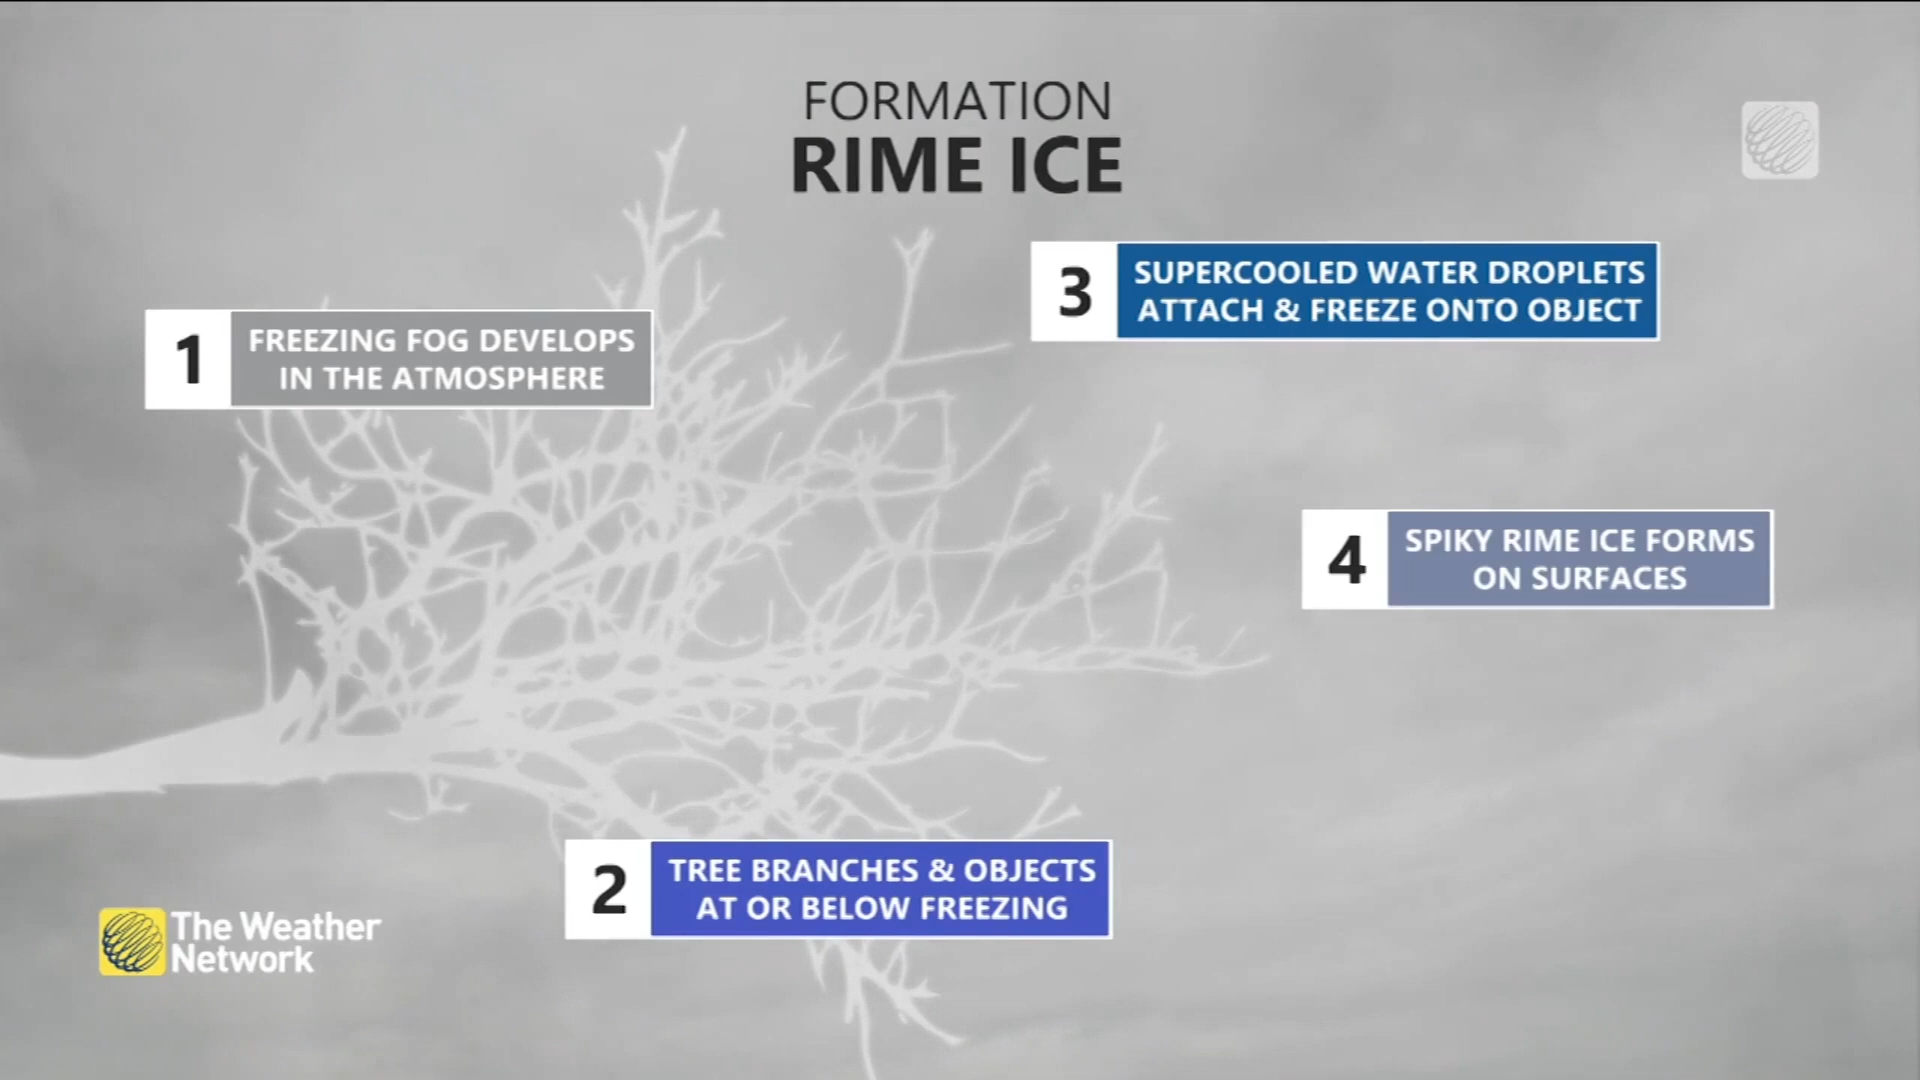 FORMATION
RIME ICE
1
FREEZING FOG DEVELOPS
IN THE ATMOSPHERE
2
TREE BRANCHES & OBJECTS
AT OR BELOW FREEZING
3
SUPERCOOLED WATER DROPLETS
ATTACH & FREEZE ONTO OBJECT
4
SPIKY RIME ICE FORMS
ON SURFACES
The Weather
Network